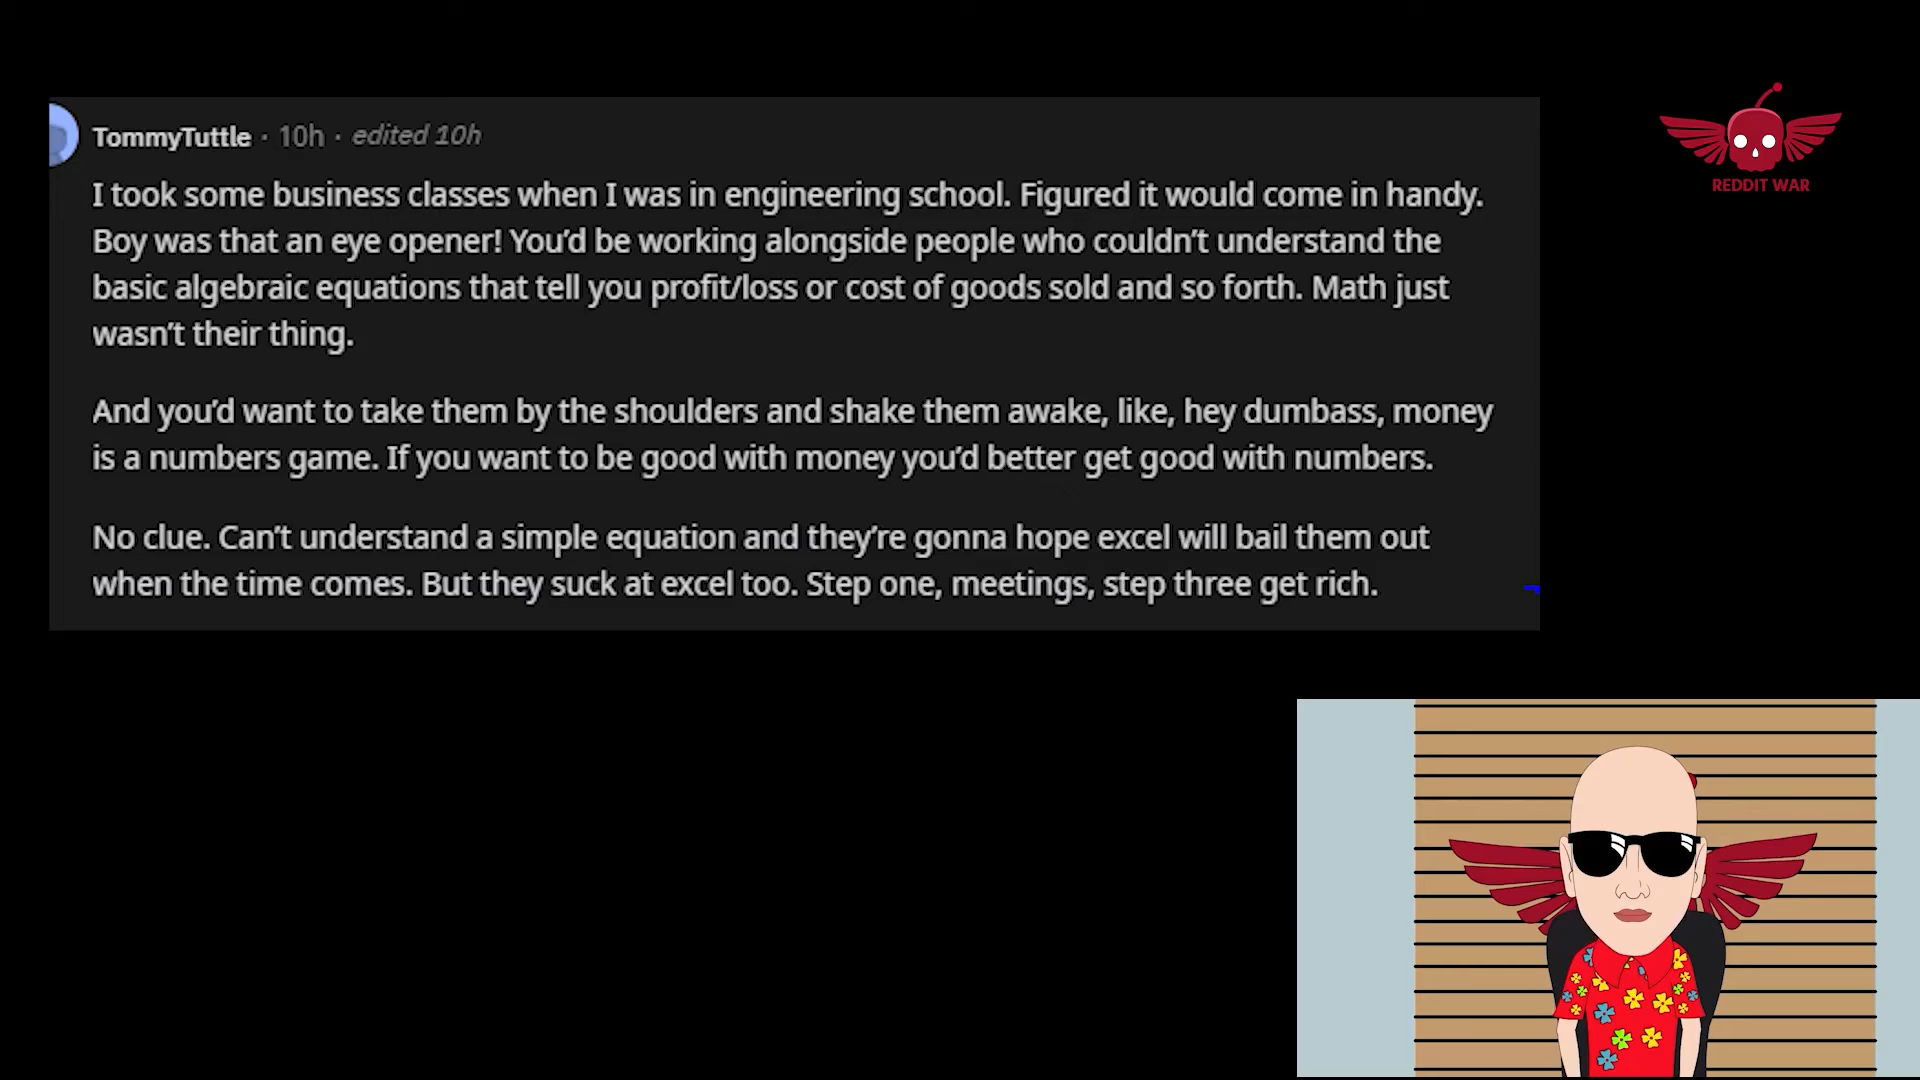 TommyTuttle · 10h · edited 10h
I took some business classes when I was in engineering school. Figured it would come in handy.
Boy was that an eye opener! You’d be working alongside people who couldn’t understand the
basic algebraic equations that tell you profit/loss or cost of goods sold and so forth. Math just
wasn’t their thing.
And you’d want to take them by the shoulders and shake them awake, like, hey dumbass, money
is a numbers game. If you want to be good with money you’d better get good with numbers.
No clue. Can’t understand a simple equation and they’re gonna hope excel will bail them out
when the time comes. But they suck at excel too. Step one, meetings, step three get rich.
REDDIT WAR